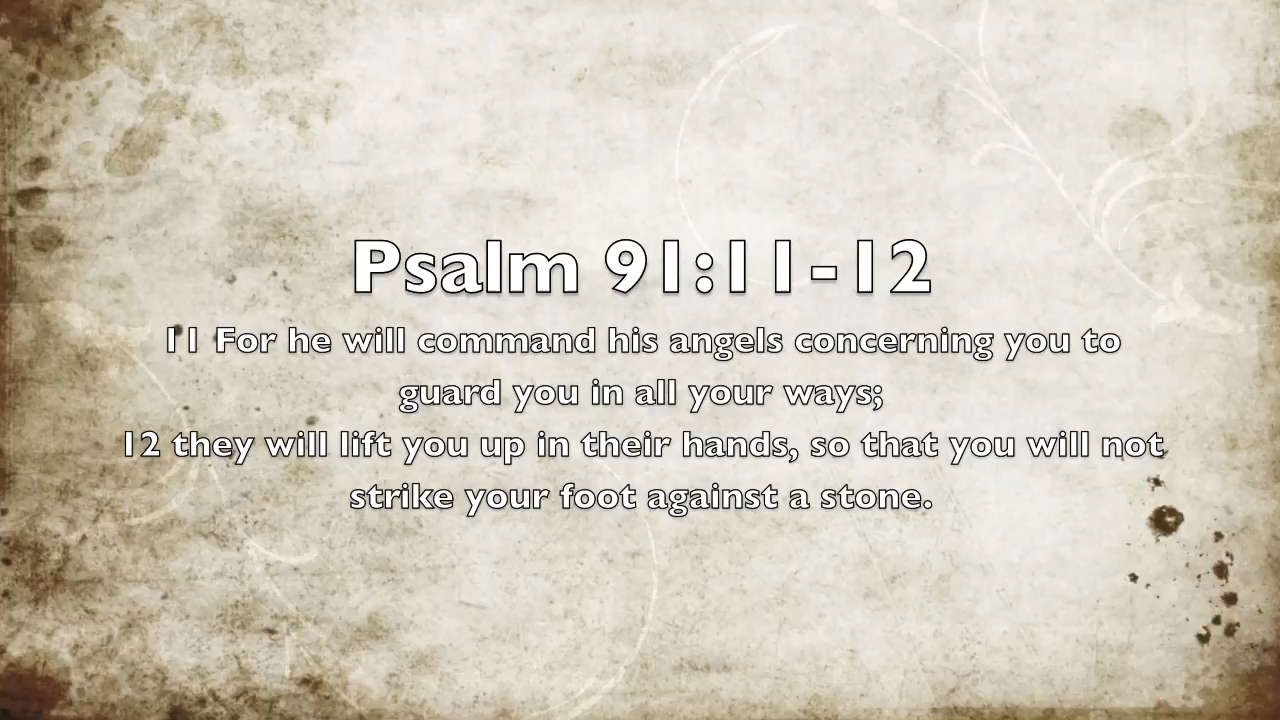 Psalm 91:11-12
11 For he will command his angels concerning you to
guard you in all your ways;
12 they will lift you up in their hands, so that you will not
strike your foot against a stone.